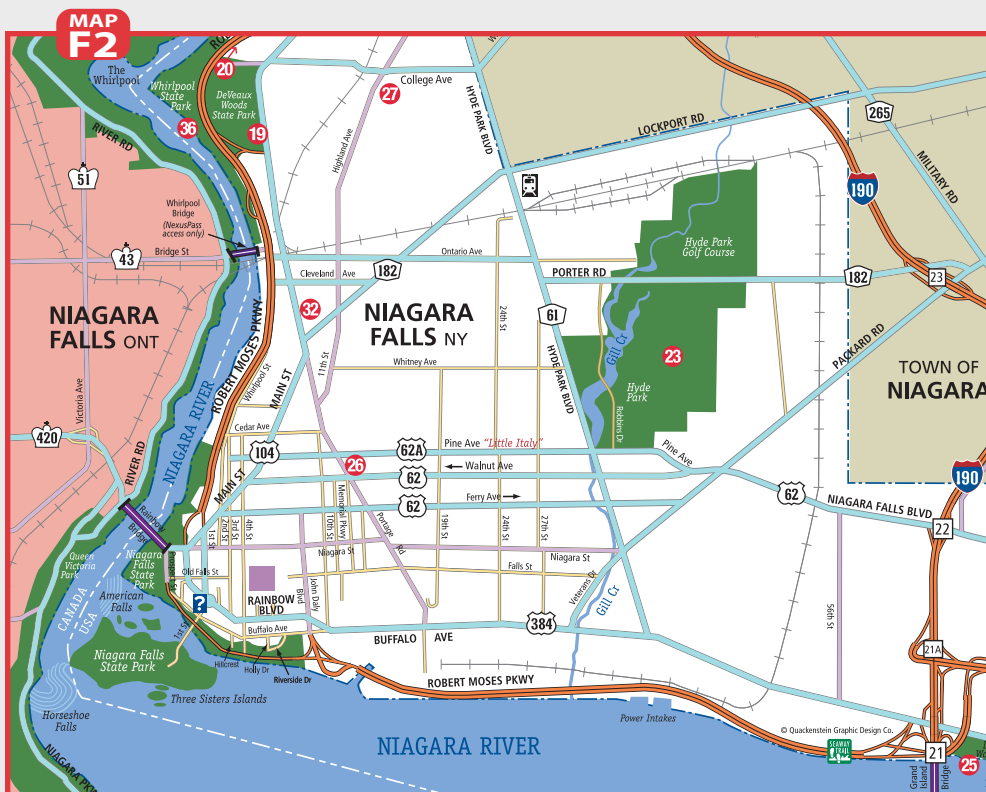 MAP
F2
The
Whirlpool
Whirlpool
State
Park
36
20
DeVeaux
Woods
State Park
19
College Ave
27
HYDE PARK BLVD
LOCKPORT RD
265
MILITARY RD
190
RIVER RD
51
Highland Ave
Whirlpool
Bridge
(NexusPass
access only)
43
Bridge St
Ontario Ave
Cleveland Ave
182
PORTER RD
Hyde Park
Golf Course
182
23
NIAGARA
FALLS ONT
32
NIAGARA
FALLS NY
61
24th St
Gill Cr
23
PACKARD RD
TOWN OF
NIAGARA
ROBERT MOSES PKWY
Whirlpool St
MAIN ST
11th St
Whitney Ave
HYDE PARK BLVD
Hyde
Park
Robbins Dr
Victoria Ave
420
RIVER RD
NIAGARA RIVER
Cedar Ave
104
MAIN ST
62A
Pine Ave "Little Italy"
Pine Ave
26
62
Walnut Ave
62
Ferry Ave
62
NIAGARA FALLS BLVD
190
22
Rainbow
Bridge
1st St
2nd St
3rd St
4th St
10th St
Memorial Pkwy
Portage Rd
19th St
24th St
27th St
Niagara St
Niagara St
Queen
Victoria
Park
Niagara
Falls
State
Park
Prospect St
Old Falls St
Falls St
Veterans Dr
Gill Cr
CANADA
USA
American
Falls
?
RAINBOW
BLVD
John Daly
Blvd
1st St
Buffalo Ave
BUFFALO AVE
384
56th St
21A
Niagara Falls
State Park
Hillcrest
Holly Dr
Riverside Dr
ROBERT MOSES PKWY
Three Sisters Islands
Horseshoe
Falls
Power Intakes
© Quackenstein Graphic Design Co.
NIAGARA RIVER
SEAWAY
TRAIL
21
25
Grand
Island
Bridge